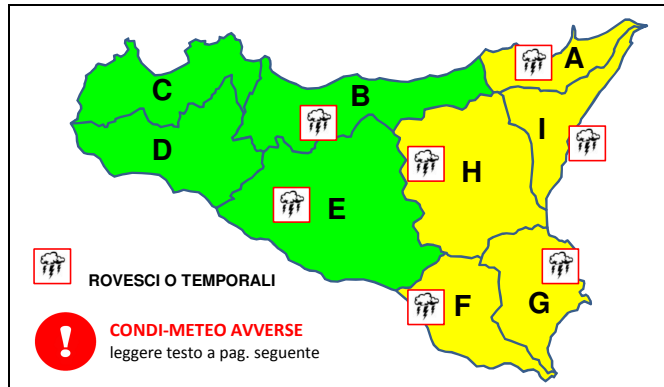 A
C
B
I
D
H
E
F
G
ROVESCI O TEMPORALI
! CONDI-METEO AVVERSE
leggere testo a pag. seguente